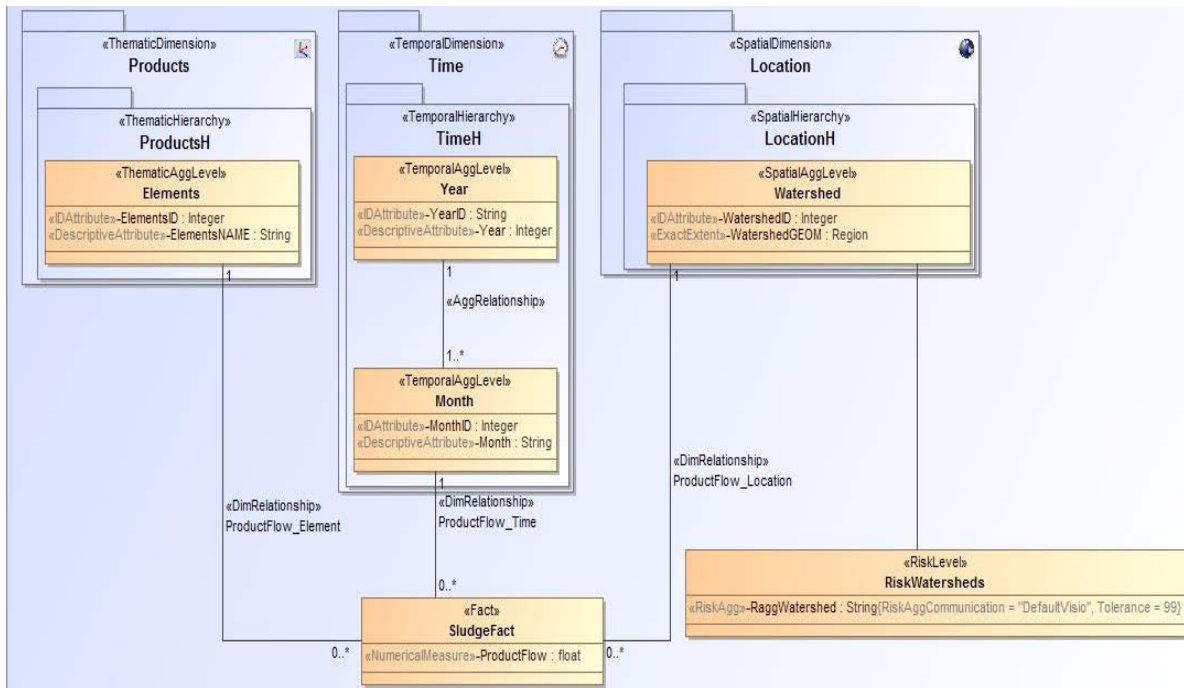 «ThematicDimension»
Products
«ThematicHierarchy»
ProductsH
«ThematicAggLevel»
Elements
«IDAttribute»-ElementsID : Integer
«DescriptiveAttribute»-ElementsNAME : String
1
«TemporalDimension»
Time
«TemporalHierarchy»
TimeH
«TemporalAggLevel»
Year
«IDAttribute»-YearID : String
«DescriptiveAttribute»-Year : Integer
1
«AggRelationship»
1..*
«TemporalAggLevel»
Month
«IDAttribute»-MonthID : Integer
«DescriptiveAttribute»-Month : String
1
«SpatialDimension»
Location
«SpatialHierarchy»
LocationH
«SpatialAggLevel»
Watershed
«IDAttribute»-WatershedID : Integer
«ExactExtent»-WatershedGEOM : Region
1
«DimRelationship»
ProductFlow_Element
«DimRelationship»
ProductFlow_Time
«DimRelationship»
ProductFlow_Location
0..*
«Fact»
SludgeFact
«NumericalMeasure»-ProductFlow : float
0..*
0..*
«RiskLevel»
RiskWatersheds
«RiskAgg»-RaggWatershed : String{RiskAggCommunication = "DefaultVisio", Tolerance = 99}